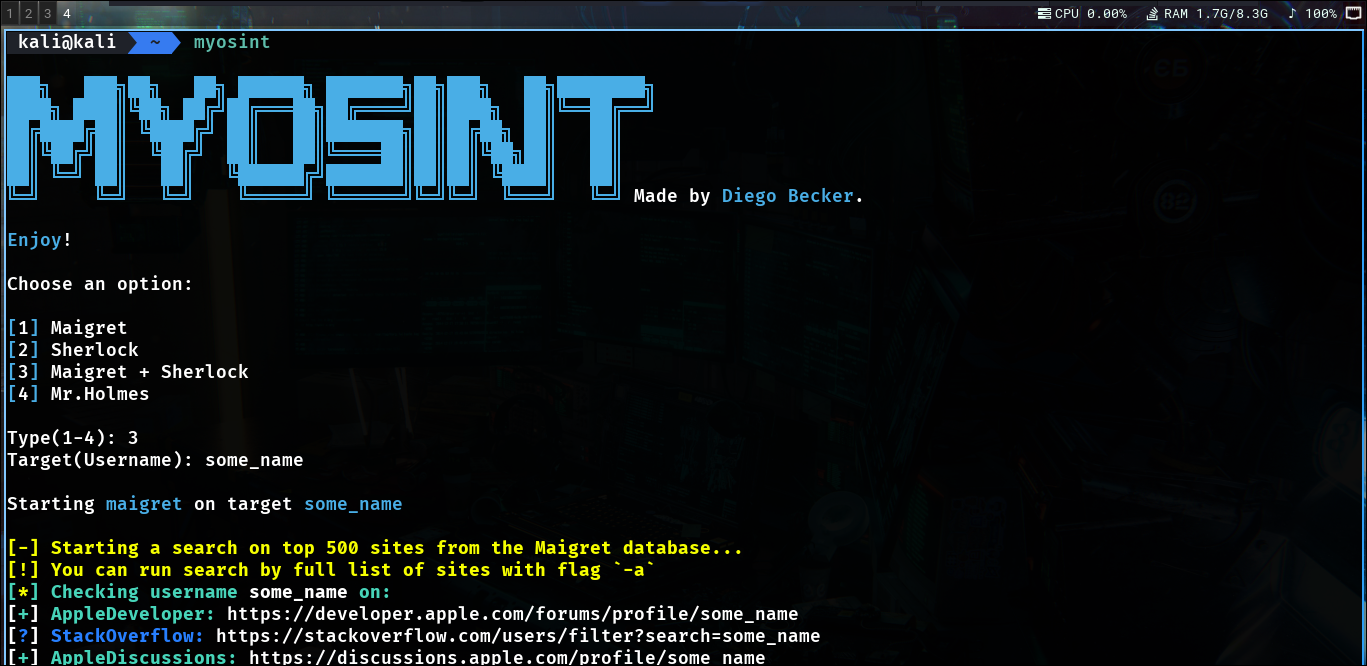 1 2 3 4 CPU 0.00% RAM 1.7G/8.3G ♪ 100%
kali@kali ~ myosint
MYOSINT
Made by Diego Becker.
Enjoy!
Choose an option:
[1] Maigret
[2] Sherlock
[3] Maigret + Sherlock
[4] Mr.Holmes
Type(1-4): 3
Target(Username): some_name
Starting maigret on target some_name
[-] Starting a search on top 500 sites from the Maigret database...
[!] You can run search by full list of sites with flag `-a`
[*] Checking username some_name on:
[+] AppleDeveloper: https://developer.apple.com/forums/profile/some_name
[?] StackOverflow: https://stackoverflow.com/users/filter?search=some_name
[+] AppleDiscussions: https://discussions.apple.com/profile/some_name